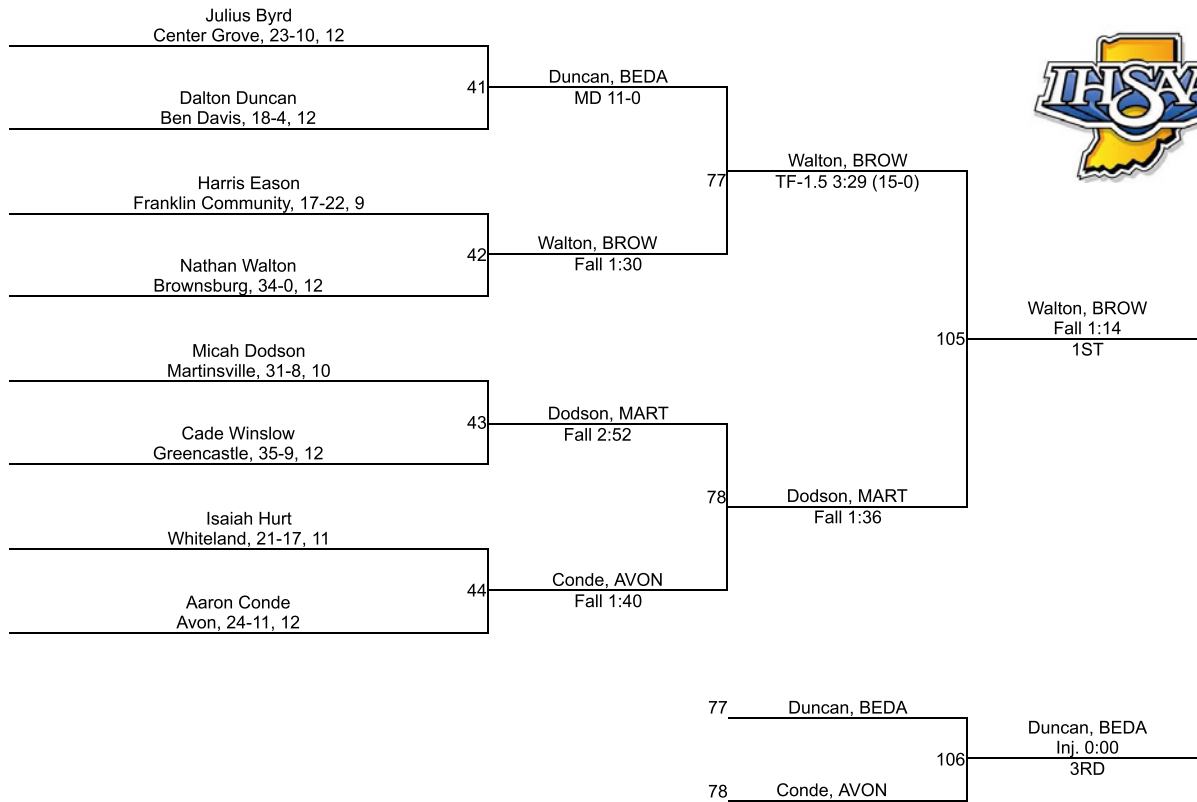 Julius Byrd
Center Grove, 23-10, 12
Dalton Duncan
Ben Davis, 18-4, 12
Harris Eason
Franklin Community, 17-22, 9
Nathan Walton
Brownsburg, 34-0, 12
Micah Dodson
Martinsville, 31-8, 10
Cade Winslow
Greencastle, 35-9, 12
Isaiah Hurt
Whiteland, 21-17, 11
Aaron Conde
Avon, 24-11, 12
41
Duncan, BEDA
MD 11-0
42
Walton, BROW
Fall 1:30
43
Dodson, MART
Fall 2:52
44
Conde, AVON
Fall 1:40
77
Walton, BROW
TF-1.5 3:29 (15-0)
78
Dodson, MART
Fall 1:36
105
Walton, BROW
Fall 1:14
1ST
77
Duncan, BEDA
78
Conde, AVON
106
Duncan, BEDA
Inj. 0:00
3RD
IHSAA